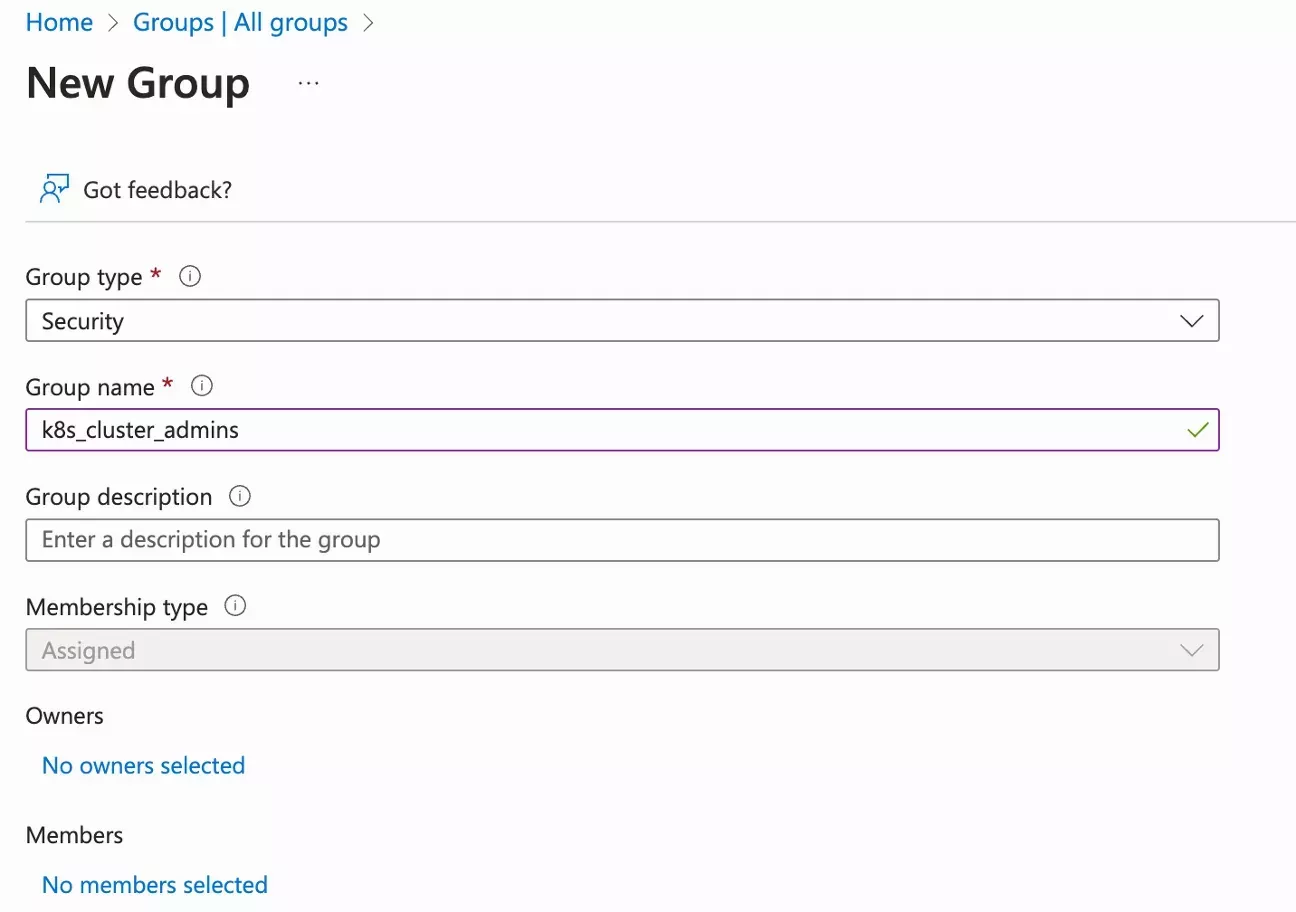 Home > Groups | All groups >
New Group ...
Got feedback?
Group type *
Security
Group name *
k8s_cluster_admins
Group description
Enter a description for the group
Membership type
Assigned
Owners
No owners selected
Members
No members selected